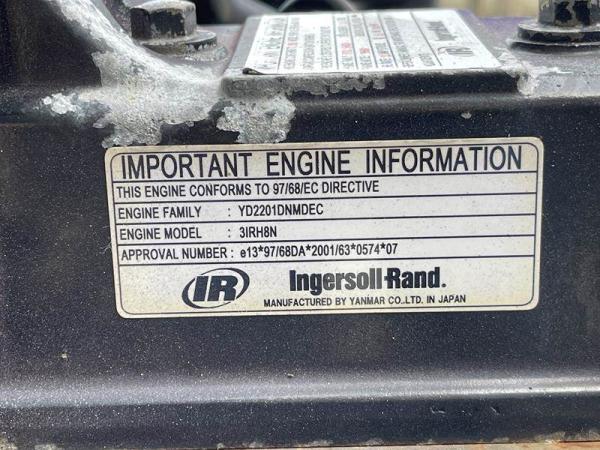 IMPORTANT ENGINE INFORMATION
THIS ENGINE CONFORMS TO 97/68/EC DIRECTIVE
ENGINE FAMILY : YD2201DNMDEC
ENGINE MODEL : 3IRH8N
APPROVAL NUMBER : e13*97/68DA*2001/63*0574*07
IR Ingersoll-Rand.
MANUFACTURED BY YANMAR CO.,LTD. IN JAPAN